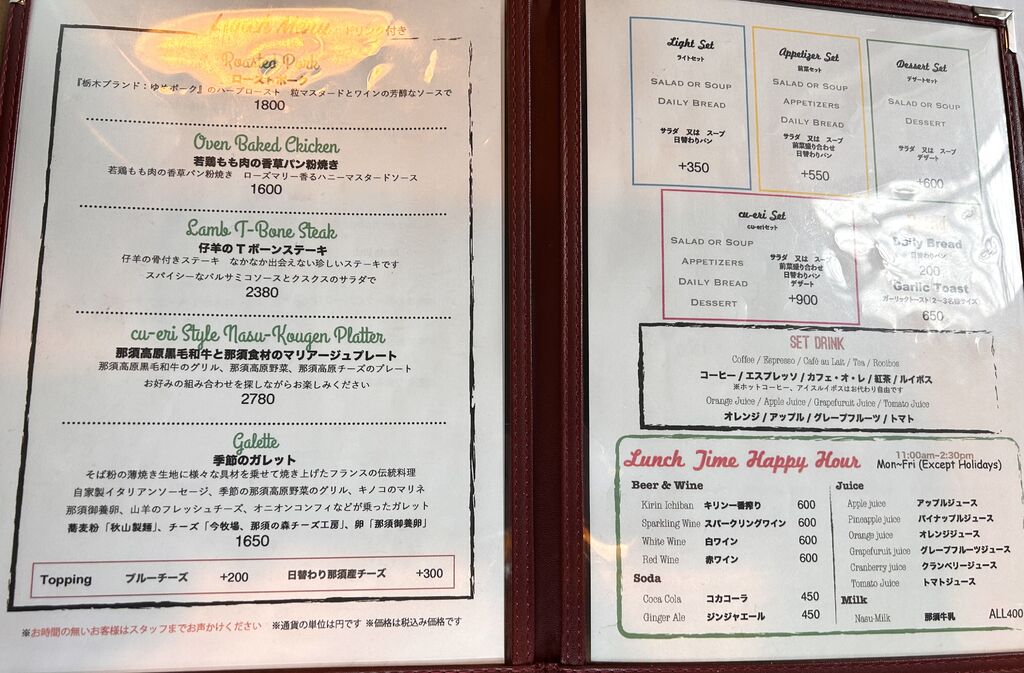 Lunch Menu ドリンク付き
Roasted Pork
ローストポーク
『栃木ブランド：ゆめポーク』のハーブロースト 粒マスタードとワインの芳醇なソースで
1800
Oven Baked Chicken
若鶏もも肉の香草パン粉焼き
若鶏もも肉の香草パン粉焼き ローズマリー香るハニーマスタードソース
1600
Lamb T-Bone Steak
仔羊のTボーンステーキ
仔羊の骨付きステーキ なかなか出会えない珍しいステーキです
スパイシーなバルサミコソースとクスクスのサラダで
2380
cu-eri Style Nasu-Kougen Platter
那須高原黒毛和牛と那須食材のマリアージュプレート
那須高原黒毛和牛のグリル、那須高原野菜、那須高原チーズのプレート
お好みの組み合わせを探しながらお楽しみください
2780
Galette
季節のガレット
そば粉の薄焼き生地に様々な具材を乗せて焼き上げたフランスの伝統料理
自家製イタリアンソーセージ、季節の那須高原野菜のグリル、キノコのマリネ
那須御養卵、山羊のフレッシュチーズ、オニオンコンフィなどが乗ったガレット
蕎麦粉「秋山製麺」、チーズ「今牧場、那須の森チーズ工房」、卵「那須御養卵」
1650
Topping ブルーチーズ +200 日替わり那須産チーズ +300
※お時間の無いお客様はスタッフまでお声かけください ※通貨の単位は円です ※価格は税込み価格です
Light Set
ライトセット
Salad or Soup
Daily Bread
サラダ 又は スープ
日替わりパン
+350
Appetizer Set
前菜セット
Salad or Soup
Appetizers
Daily Bread
サラダ 又は スープ
前菜盛り合わせ
日替わりパン
+550
Dessert Set
デザートセット
Salad or Soup
Dessert
サラダ 又は スープ
デザート
+600
cu-eri Set
cu-eriセット
Salad or Soup
Appetizers
Daily Bread
Dessert
サラダ 又は スープ
前菜盛り合わせ
日替わりパン
デザート
+900
Daily Bread
日替わりパン
200
Garlic Toast
ガーリックトースト|2〜3名様サイズ
650
SET DRINK
Coffee / Espresso / Café au Lait / Tea / Rooibos
コーヒー / エスプレッソ / カフェ・オ・レ / 紅茶 / ルイボス
※ホットコーヒー、アイスルイボスはお代わり自由です
Orange Juice / Apple Juice / Grapefuruit Juice / Tomato Juice
オレンジ / アップル / グレープフルーツ / トマト
Lunch Time Happy Hour
11:00am~2:30pm
Mon~Fri (Except Holidays)
Beer & Wine
Kirin Ichiban キリン一番搾り 600
Sparkling Wine スパークリングワイン 600
White Wine 白ワイン 600
Red Wine 赤ワイン 600
Soda
Coca Cola コカコーラ 450
Ginger Ale ジンジャエール 450
Juice
Apple juice アップルジュース
Pineapple juice パイナップルジュース
Orange juice オレンジジュース
Grapefuruit juice グレープフルーツジュース
Cranberry juice クランベリージュース
Tomato Juice トマトジュース
Milk
Nasu-Milk 那須牛乳 ALL400